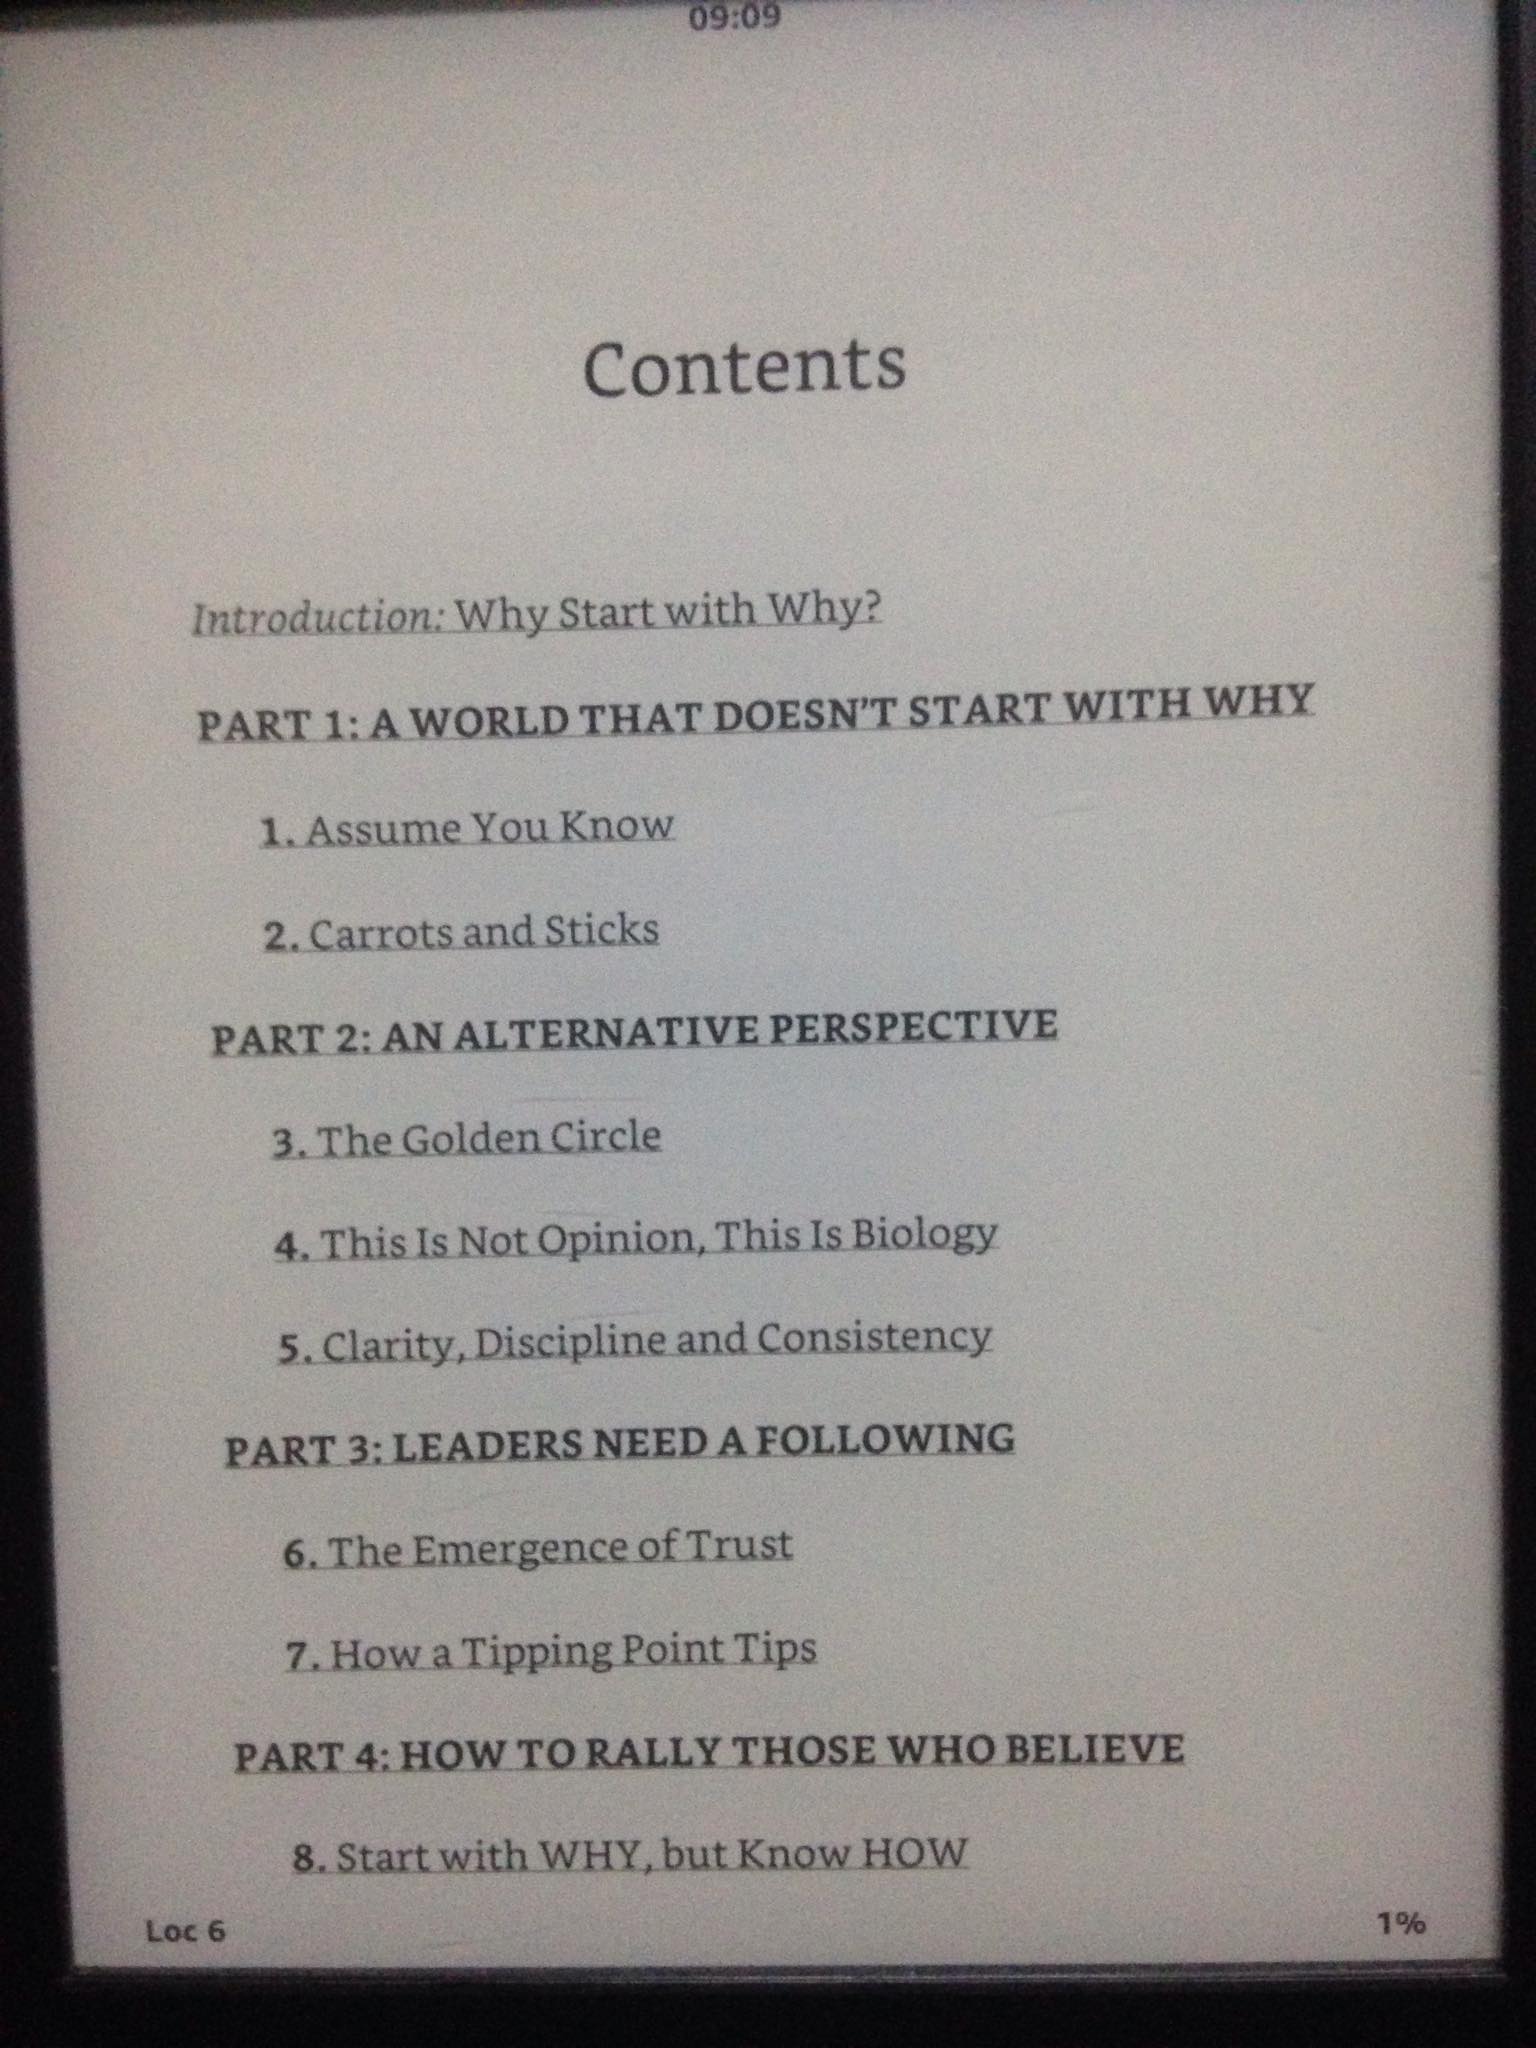 09:09
Contents
Introduction: Why Start with Why?
PART 1: A WORLD THAT DOESN'T START WITH WHY
1. Assume You Know
2. Carrots and Sticks
PART 2: AN ALTERNATIVE PERSPECTIVE
3. The Golden Circle
4. This Is Not Opinion, This Is Biology
5. Clarity, Discipline and Consistency
PART 3: LEADERS NEED A FOLLOWING
6. The Emergence of Trust
7. How a Tipping Point Tips
PART 4: HOW TO RALLY THOSE WHO BELIEVE
8. Start with WHY, but Know HOW
Loc 6 1%